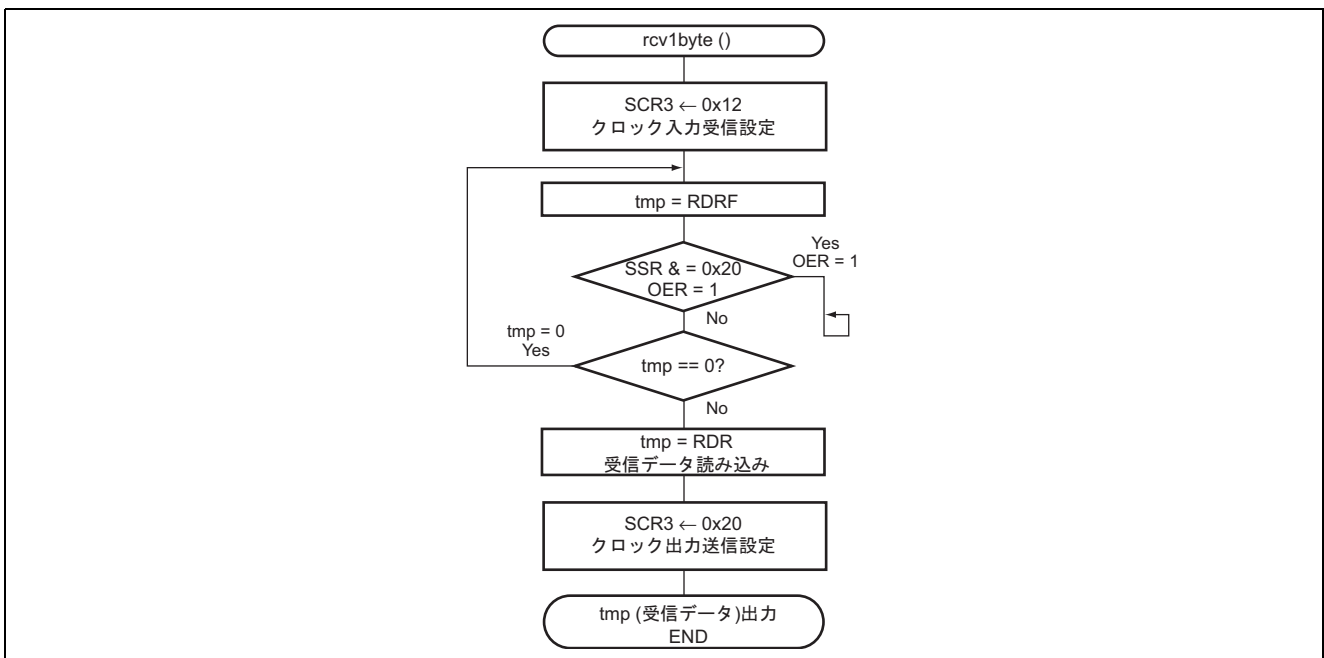 rcv1byte ()
SCR3 ← 0x12
クロック入力受信設定
tmp = RDRF
SSR & = 0x20
OER = 1
Yes
OER = 1
No
tmp = 0
Yes
tmp == 0?
No
tmp = RDR
受信データ読み込み
SCR3 ← 0x20
クロック出力送信設定
tmp (受信データ)出力
END